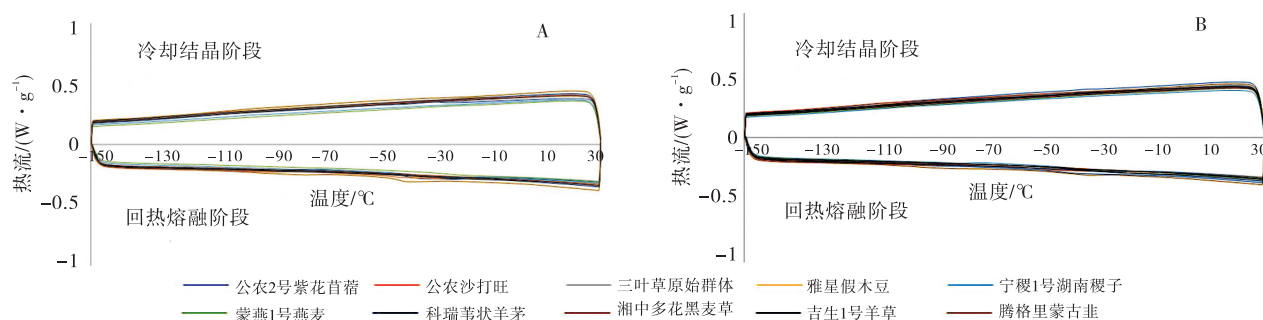 1
A
冷却结晶阶段
0.5
热流/(W·g⁻¹)
0
-150 -130 -110 -90 -70 -50 -30 -10 10 30
温度/℃
-0.5
回热熔融阶段
-1
1
B
冷却结晶阶段
0.5
热流/(W·g⁻¹)
0
-150 -130 -110 -90 -70 -50 -30 -10 10 30
温度/℃
-0.5
回热熔融阶段
-1
公农2号紫花苜蓿 公农沙打旺 三叶草原始群体 雅星假木豆 宁稷1号湖南稷子
蒙燕1号燕麦 科瑞苇状羊茅 湘中多花黑麦草 吉生1号羊草 腾格里蒙古韭